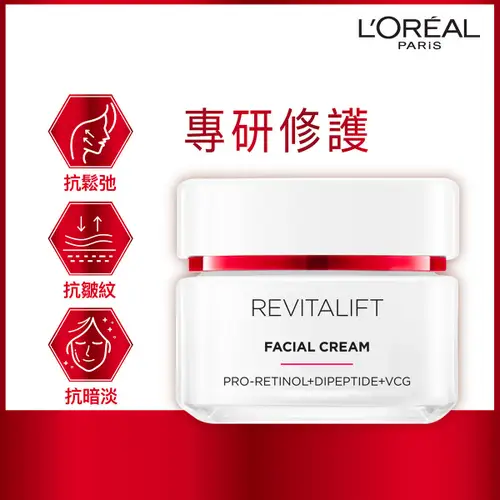 L'ORÉAL
PARIS
專研修護
抗鬆弛
抗皺紋
抗暗淡
REVITALIFT
FACIAL CREAM
PRO-RETINOL+DIPEPTIDE+VCG